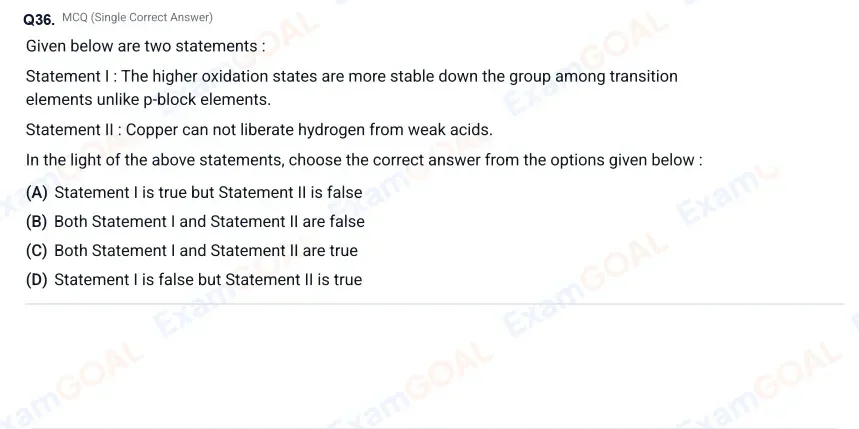 Q36. MCQ (Single Correct Answer)
Given below are two statements :
Statement I : The higher oxidation states are more stable down the group among transition
elements unlike p-block elements.
Statement II : Copper can not liberate hydrogen from weak acids.
In the light of the above statements, choose the correct answer from the options given below :
(A) Statement I is true but Statement II is false
(B) Both Statement I and Statement II are false
(C) Both Statement I and Statement II are true
(D) Statement I is false but Statement II is true
ExamGOAL
ExamGOAL
ExamGOAL